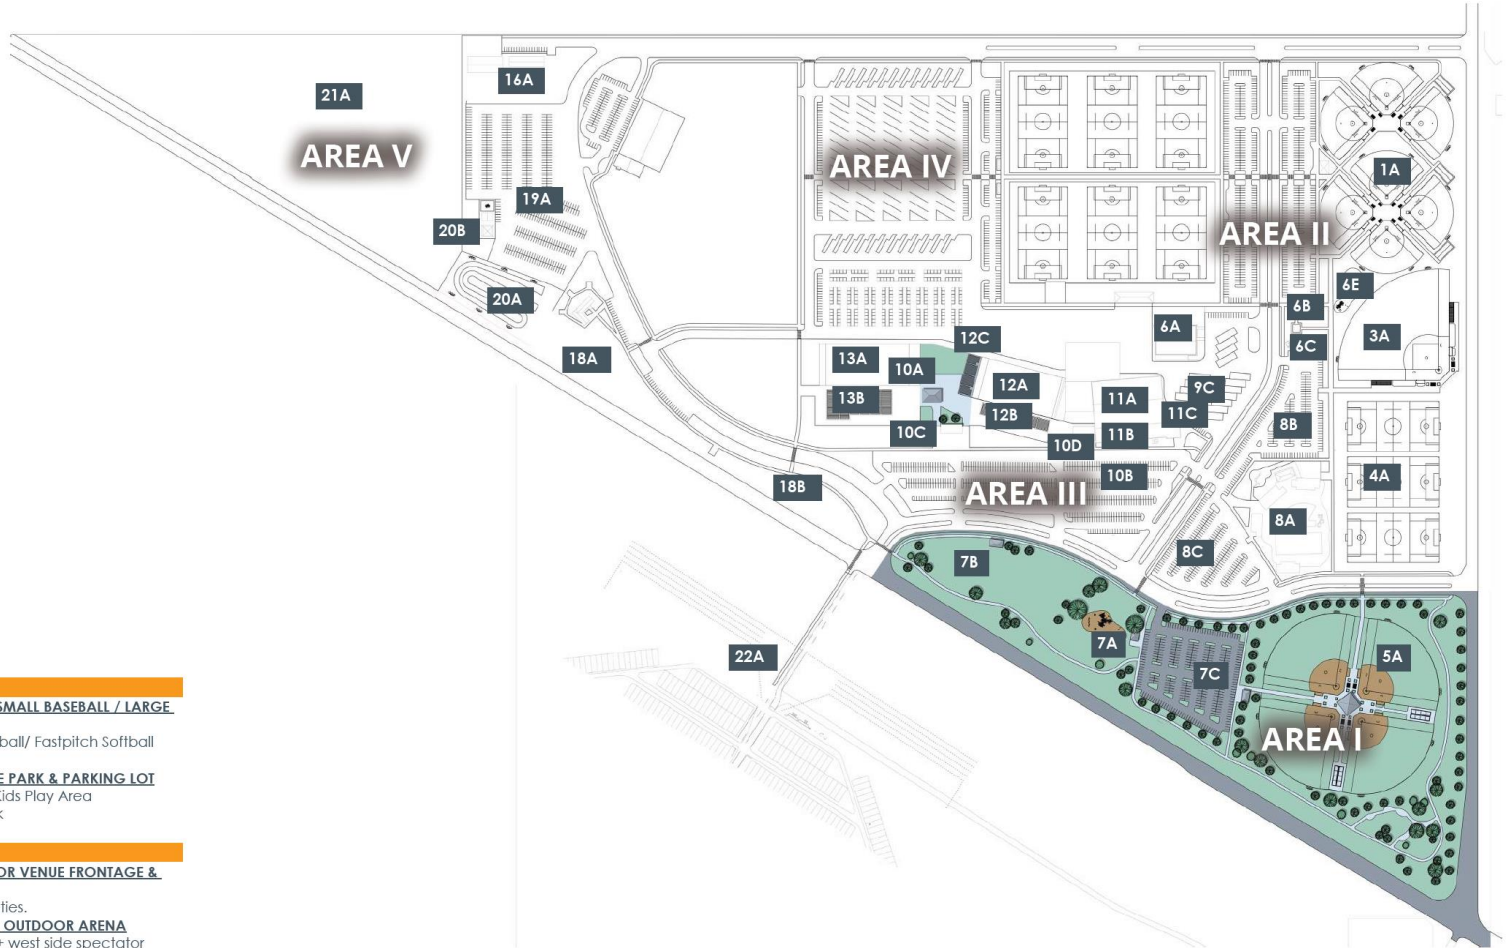 21A
16A
AREA V
AREA IV
1A
19A
20B
AREA II
6E
20A
6B
6A
3A
12C
6C
18A
13A
10A
12A
9C
13B
11A
12B
11C
8B
10C
11B
10D
10B
4A
18B
AREA III
8A
8C
7B
7A
22A
5A
7C
AREA I
SMALL BASEBALL / LARGE
ball/ Fastpitch Softball
E PARK & PARKING LOT
Kids Play Area
k
OR VENUE FRONTAGE &
ties.
OUTDOOR ARENA
+ west side spectator